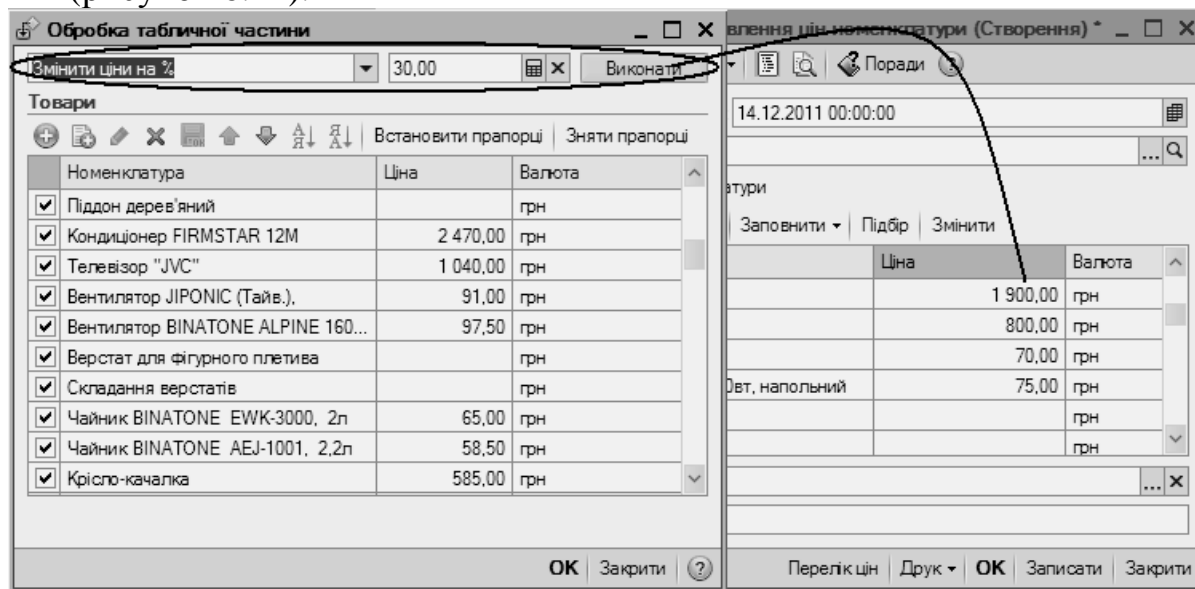 Обробка табличної частини
Змінити ціни на %
30,00
Виконати
Товари
Встановити прапорці
Зняти прапорці
Номенклатура Ціна Валюта
Піддон дерев'яний грн
Кондиціонер FIRMSTAR 12М 2 470,00 грн
Телевізор "JVC" 1 040,00 грн
Вентилятор JIPONIC (Тайв.), 91,00 грн
Вентилятор BINATONE ALPINE 160... 97,50 грн
Верстат для фігурного плетива грн
Складання верстатів грн
Чайник BINATONE EWK-3000, 2л 65,00 грн
Чайник BINATONE AEJ-1001, 2,2л 58,50 грн
Крісло-качалка 585,00 грн
OK Закрити
влення цін номенклатури (Створення) *
Поради
14.12.2011 00:00:00
атури
Заповнити Підбір Змінити
Ціна Валюта
1 900,00 грн
800,00 грн
70,00 грн
0вт, напольний 75,00 грн
грн
грн
Перелік цін Друк OK Записати Закрити